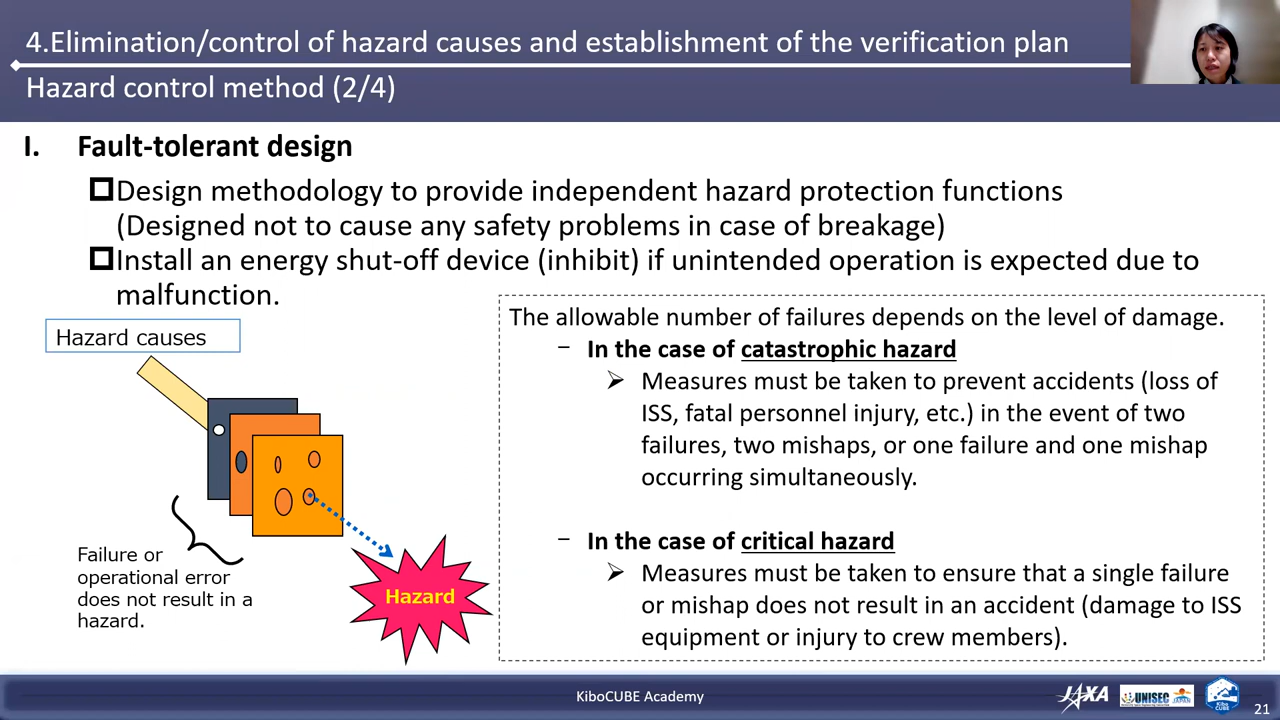 4.Elimination/control of hazard causes and establishment of the verification plan
Hazard control method (2/4)
I. Fault-tolerant design
Design methodology to provide independent hazard protection functions
(Designed not to cause any safety problems in case of breakage)
Install an energy shut-off device (inhibit) if unintended operation is expected due to
malfunction.
Hazard causes
Failure or
operational error
does not result in a
hazard.
Hazard
The allowable number of failures depends on the level of damage.
– In the case of catastrophic hazard
➢ Measures must be taken to prevent accidents (loss of
ISS, fatal personnel injury, etc.) in the event of two
failures, two mishaps, or one failure and one mishap
occurring simultaneously.
– In the case of critical hazard
➢ Measures must be taken to ensure that a single failure
or mishap does not result in an accident (damage to ISS
equipment or injury to crew members).
KiboCUBE Academy
JAXA
UNISEC
JAPAN
Kibo
CUBE
21